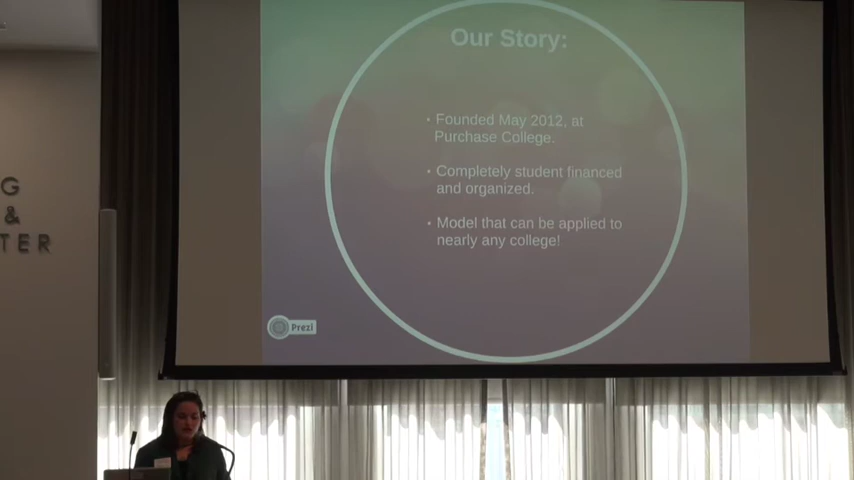 Our Story:
• Founded May 2012, at
Purchase College.
• Completely student financed
and organized.
• Model that can be applied to
nearly any college!
Prezi
G
&
TER